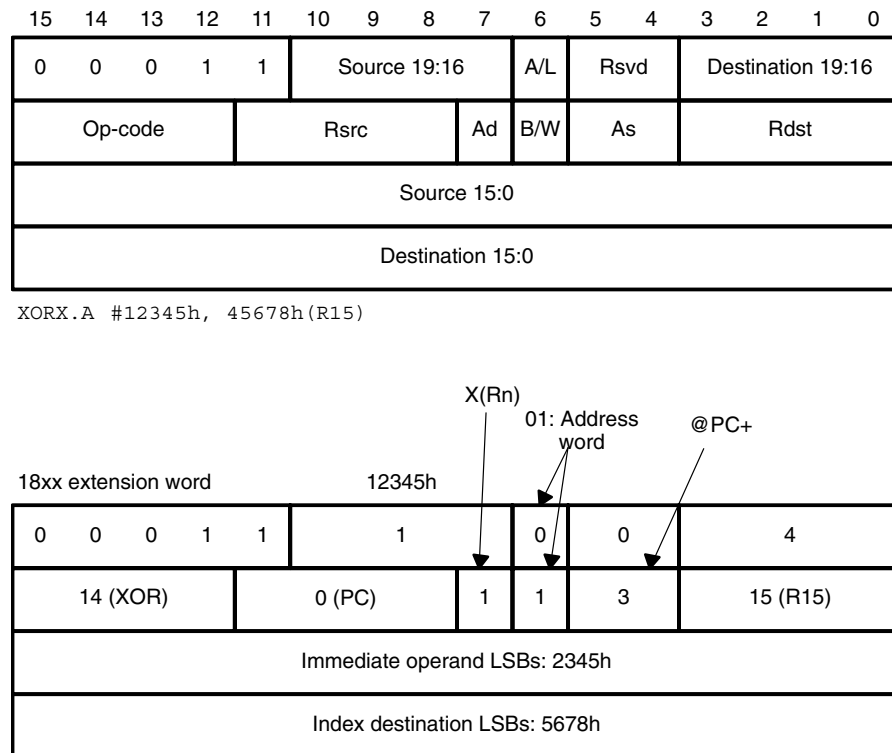 15 14 13 12 11 10 9 8 7 6 5 4 3 2 1 0
0 0 0 1 1 Source 19:16 A/L Rsvd Destination 19:16
Op-code Rsrc Ad B/W As Rdst
Source 15:0
Destination 15:0
XORX.A #12345h, 45678h(R15)
X(Rn)
01: Address
word
@PC+
18xx extension word 12345h
0 0 0 1 1 1 0 0 4
14 (XOR) 0 (PC) 1 1 3 15 (R15)
Immediate operand LSBs: 2345h
Index destination LSBs: 5678h